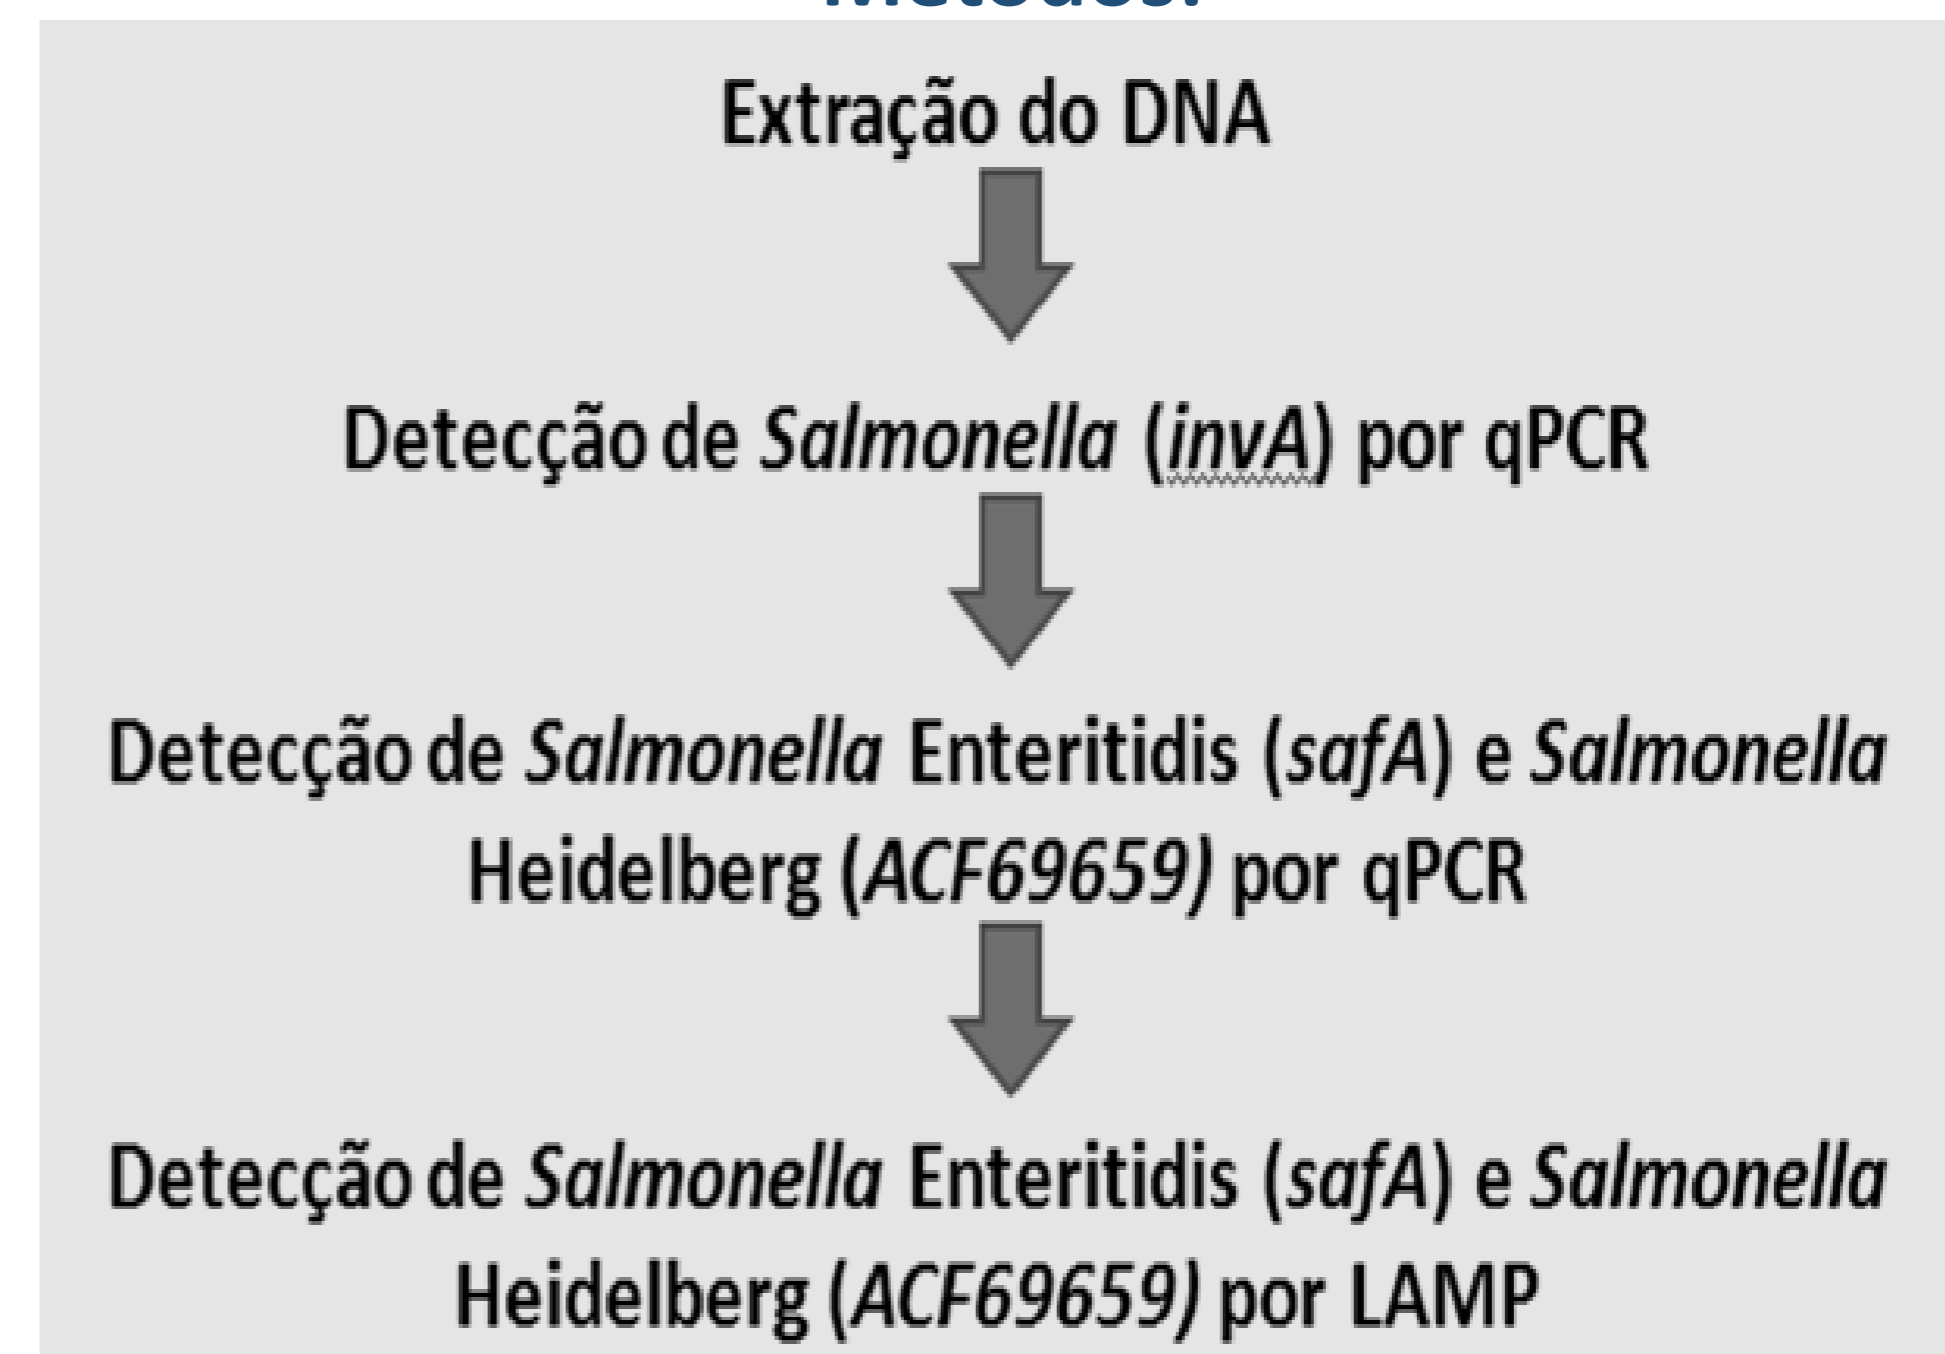 Métodos:
Extração do DNA
Detecção de Salmonella (invA) por qPCR
Detecção de Salmonella Enteritidis (safA) e Salmonella
Heidelberg (ACF69659) por qPCR
Detecção de Salmonella Enteritidis (safA) e Salmonella
Heidelberg (ACF69659) por LAMP